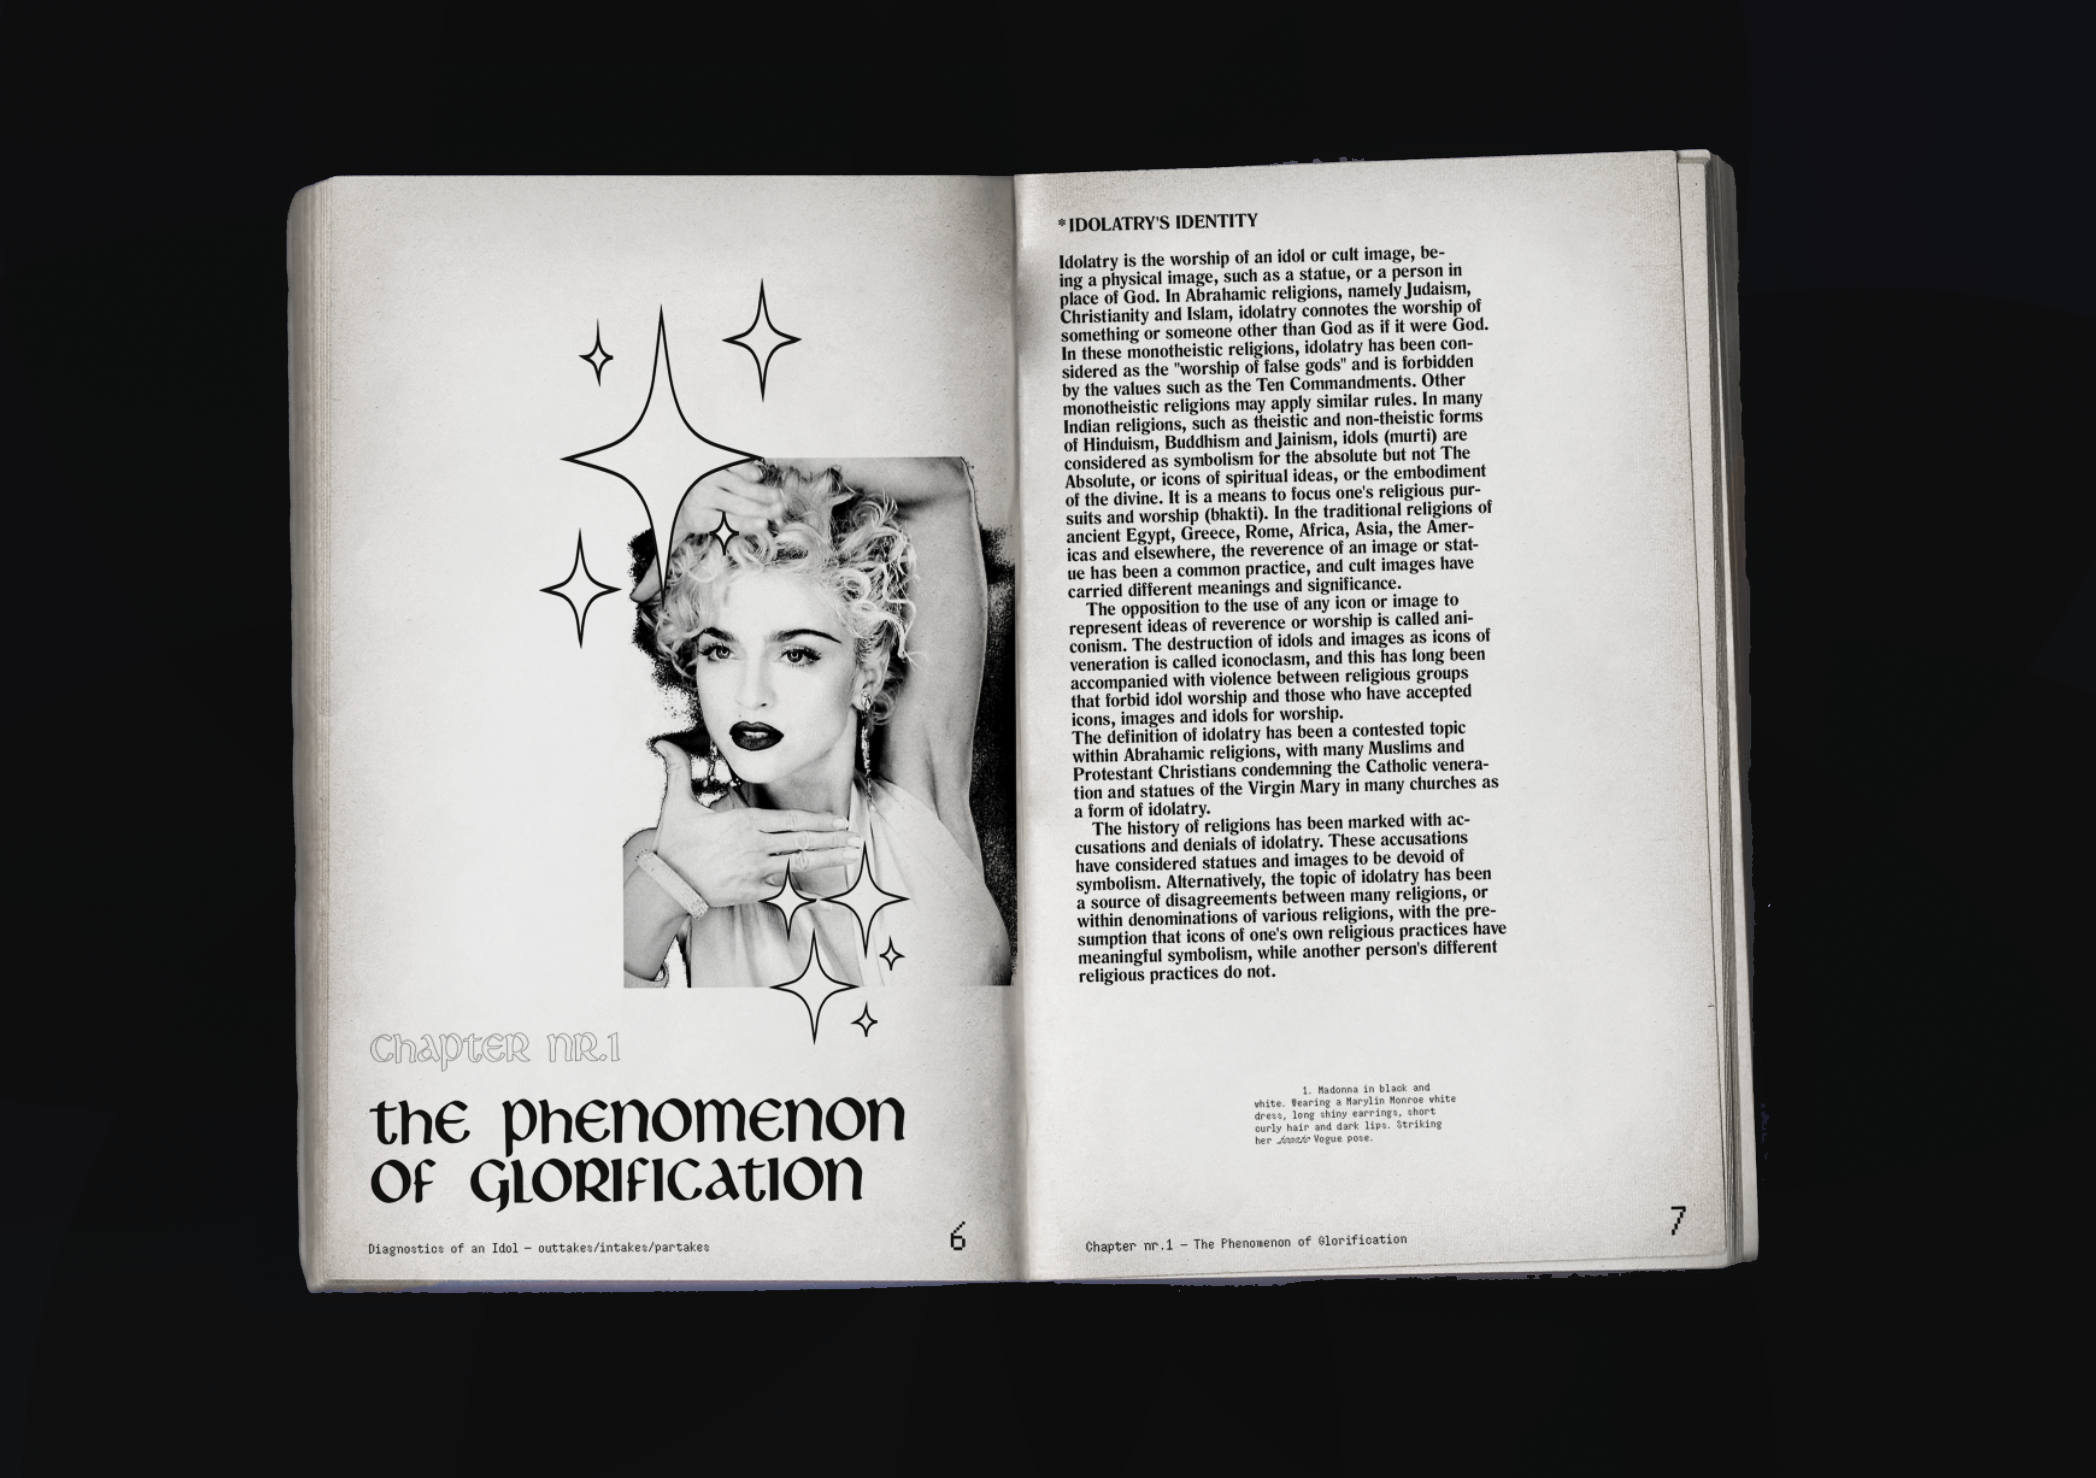 Chapter nr.1
the phenomenon
of Glorification
Diagnostics of an Idol — outtakes/intakes/partakes
6
*IDOLATRY'S IDENTITY
Idolatry is the worship of an idol or cult image, be-
ing a physical image, such as a statue, or a person in
place of God. In Abrahamic religions, namely Judaism,
Christianity and Islam, idolatry connotes the worship of
something or someone other than God as if it were God.
In these monotheistic religions, idolatry has been con-
sidered as the "worship of false gods" and is forbidden
by the values such as the Ten Commandments. Other
monotheistic religions may apply similar rules. In many
Indian religions, such as theistic and non-theistic forms
of Hinduism, Buddhism and Jainism, idols (murti) are
considered as symbolism for the absolute but not The
Absolute, or icons of spiritual ideas, or the embodiment
of the divine. It is a means to focus one's religious pur-
suits and worship (bhakti). In the traditional religions of
ancient Egypt, Greece, Rome, Africa, Asia, the Amer-
icas and elsewhere, the reverence of an image or stat-
ue has been a common practice, and cult images have
carried different meanings and significance.
The opposition to the use of any icon or image to
represent ideas of reverence or worship is called ani-
conism. The destruction of idols and images as icons of
veneration is called iconoclasm, and this has long been
accompanied with violence between religious groups
that forbid idol worship and those who have accepted
icons, images and idols for worship.
The definition of idolatry has been a contested topic
within Abrahamic religions, with many Muslims and
Protestant Christians condemning the Catholic venera-
tion and statues of the Virgin Mary in many churches as
a form of idolatry.
The history of religions has been marked with ac-
cusations and denials of idolatry. These accusations
have considered statues and images to be devoid of
symbolism. Alternatively, the topic of idolatry has been
a source of disagreements between many religions, or
within denominations of various religions, with the pre-
sumption that icons of one's own religious practices have
meaningful symbolism, while another person's different
religious practices do not.
1. Madonna in black and
white. Wearing a Marylin Monroe white
dress, long shiny earrings, short
curly hair and dark lips. Striking
her Vogue pose.
Chapter nr.1 — The Phenomenon of Glorification
7